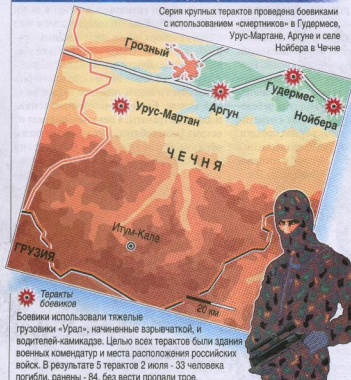 Серия крупных терактов проведена боевиками
с использованием «смертников» в Гудермесе,
Урус-Мартане, Аргуне и селе
Нойбера в Чечне
Грозный
Гудермес
Аргун
Нойбера
Урус-Мартан
ЧЕЧНЯ
Итум-Кале
ГРУЗИЯ
20 км
Теракты
боевиков
Боевики использовали тяжелые
грузовики «Урал», начиненные взрывчаткой, и
водителей-камикадзе. Целью всех терактов были здания
военных комендатур и места расположения российских
войск. В результате 5 терактов 2 июля - 33 человека
погибли, ранены - 84, без вести пропали трое.